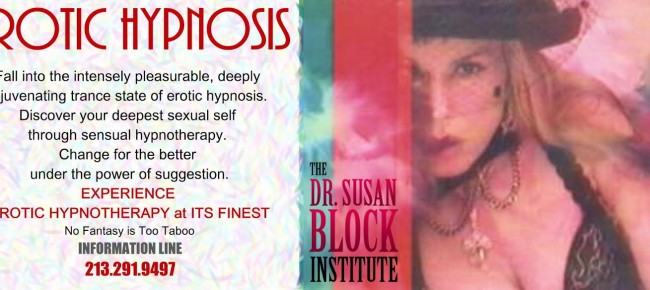 ROTIC HYPNOSIS
Fall into the intensely pleasurable, deeply
juvenating trance state of erotic hypnosis.
Discover your deepest sexual self
through sensual hypnotherapy.
Change for the better
under the power of suggestion.
EXPERIENCE
ROTIC HYPNOTHERAPY at ITS FINEST
No Fantasy is Too Taboo
INFORMATION LINE
213.291.9497
THE
DR. SUSAN
BLOCK
INSTITUTE